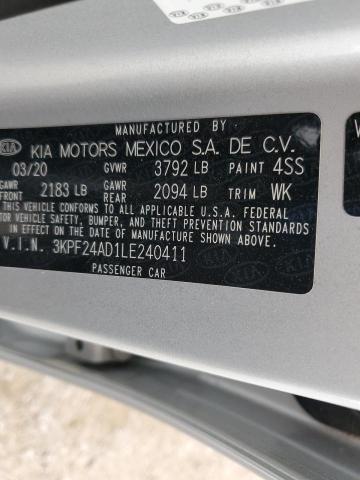 MANUFACTURED BY
KIA KIA MOTORS MEXICO S.A. DE C.V.
03/20 GVWR 3792 LB PAINT 4SS
GAWR FRONT 2183 LB GAWR REAR 2094 LB TRIM WK
THIS VEHICLE CONFORMS TO ALL APPLICABLE U.S.A. FEDERAL
MOTOR VEHICLE SAFETY, BUMPER, AND THEFT PREVENTION
STANDARDS IN EFFECT ON THE DATE OF MANUFACTURE SHOWN ABOVE.
V.I.N. 3KPF24AD1LE240411
PASSENGER CAR